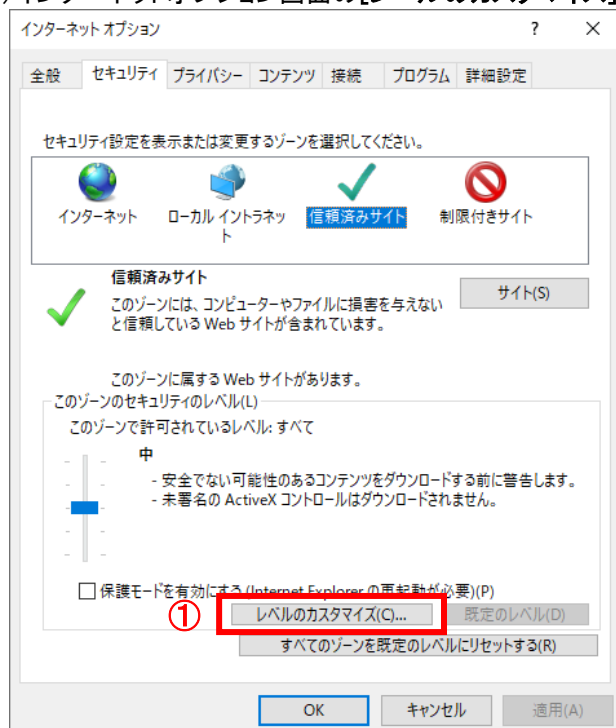 インターネット オプション
? ×
全般 セキュリティ プライバシー コンテンツ 接続 プログラム 詳細設定
セキュリティ設定を表示または変更するゾーンを選択してください。
インターネット ローカル イントラネッ 信頼済みサイト 制限付きサイト
ト
信頼済みサイト
サイト(S)
このゾーンには、コンピューターやファイルに損害を与えない
と信頼している Web サイトが含まれています。
このゾーンに属する Web サイトがあります。
このゾーンのセキュリティのレベル(L)
このゾーンで許可されているレベル: すべて
中
- 安全でない可能性のあるコンテンツをダウンロードする前に警告します。
- 未署名の ActiveX コントロールはダウンロードされません。
保護モードを有効にする (Internet Explorer の再起動が必要)(P)
① レベルのカスタマイズ(C)... 既定のレベル(D)
すべてのゾーンを既定のレベルにリセットする(R)
OK キャンセル 適用(A)